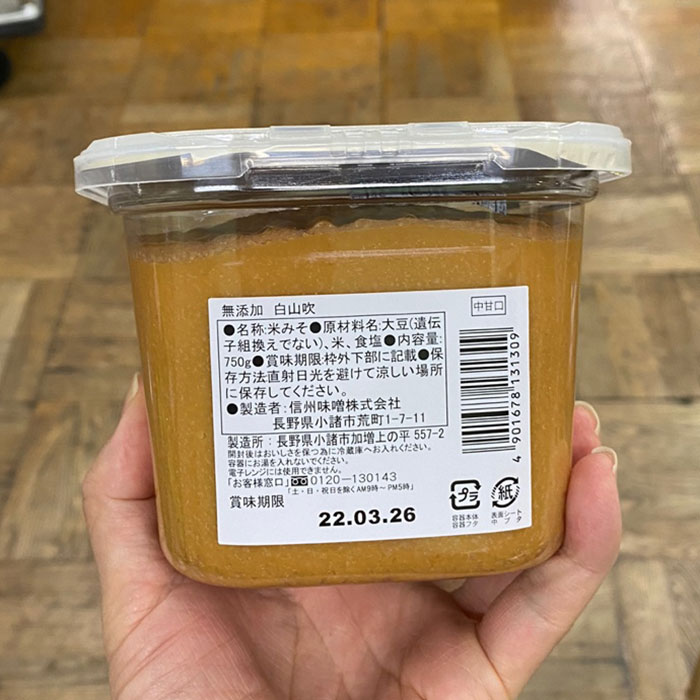 無添加 白山吹
中甘口
●名称:米みそ●原材料名:大豆(遺伝
子組換えでない)、米、食塩●内容量:
750g●賞味期限:枠外下部に記載●保
存方法直射日光を避けて涼しい場所
に保存してください。
●製造者:信州味噌株式会社
長野県小諸市荒町1-7-11
製造所:長野県小諸市加増上の平 557-2
開封後はおいしさを保つ為に冷蔵庫へお入れください。
容器にお湯を入れないでください。
電子レンジには使用できません。
「お客様窓口」0120-130143
「土・日・祝日を除くAM9時~PM5時」
賞味期限
22.03.26
4 901678 131309
プラ
容器本体
容器フタ
紙
表面シート
中ブタ